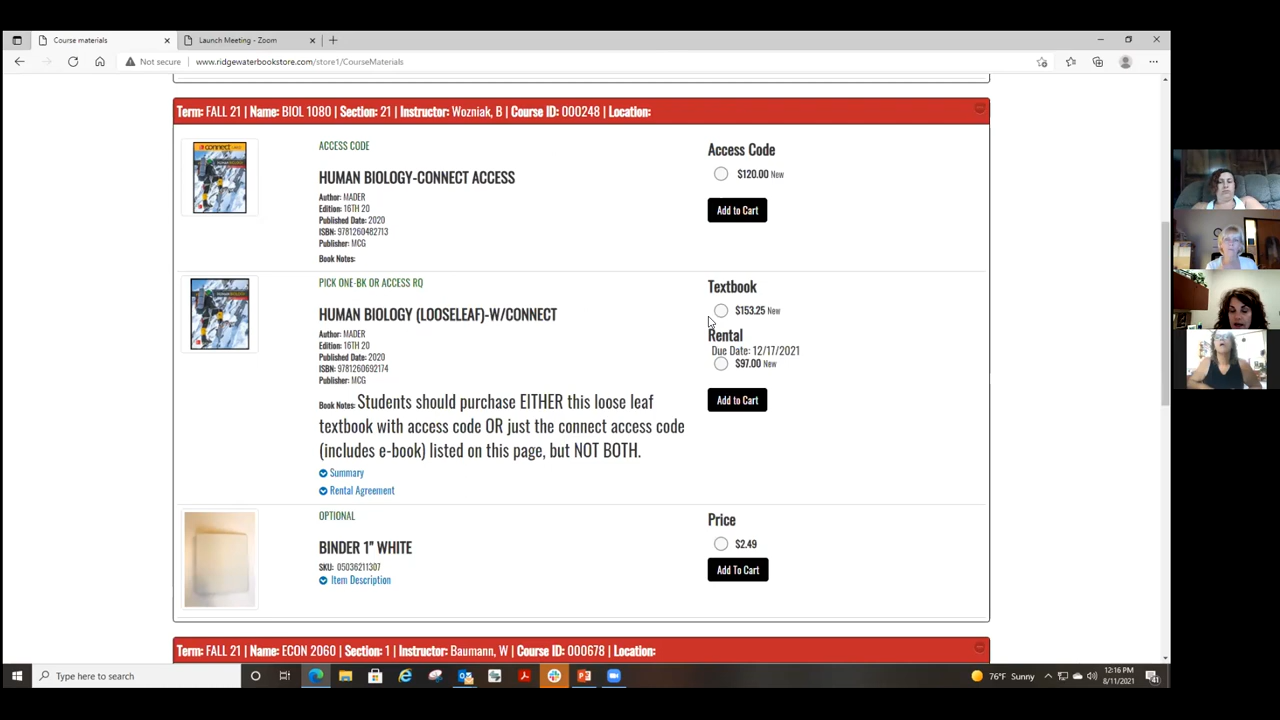 Course materials
Launch Meeting - Zoom
Not secure
www.ridgewaterbookstore.com/store1/CourseMaterials
Term: FALL 21 | Name: BIOL 1080 | Section: 21 | Instructor: Wozniak, B | Course ID: 000248 | Location:
connect
ACCESS CODE
HUMAN BIOLOGY-CONNECT ACCESS
Author: MADER
Edition: 16TH 20
Published Date: 2020
ISBN: 9781260482713
Publisher: MCG
Book Notes:
Access Code
$120.00 New
Add to Cart
PICK ONE-BK OR ACCESS RQ
HUMAN BIOLOGY (LOOSELEAF)-W/CONNECT
Author: MADER
Edition: 16TH 20
Published Date: 2020
ISBN: 9781260692174
Publisher: MCG
Book Notes: Students should purchase EITHER this loose leaf
textbook with access code OR just the connect access code
(includes e-book) listed on this page, but NOT BOTH.
Summary
Rental Agreement
Textbook
$153.25 New
Rental
Due Date: 12/17/2021
$97.00 New
Add to Cart
OPTIONAL
BINDER 1" WHITE
SKU: 05036211307
Item Description
Price
$2.49
Add To Cart
Term: FALL 21 | Name: ECON 2060 | Section: 1 | Instructor: Baumann, W | Course ID: 000678 | Location:
Type here to search
76°F Sunny
12:16 PM
8/11/2021
41